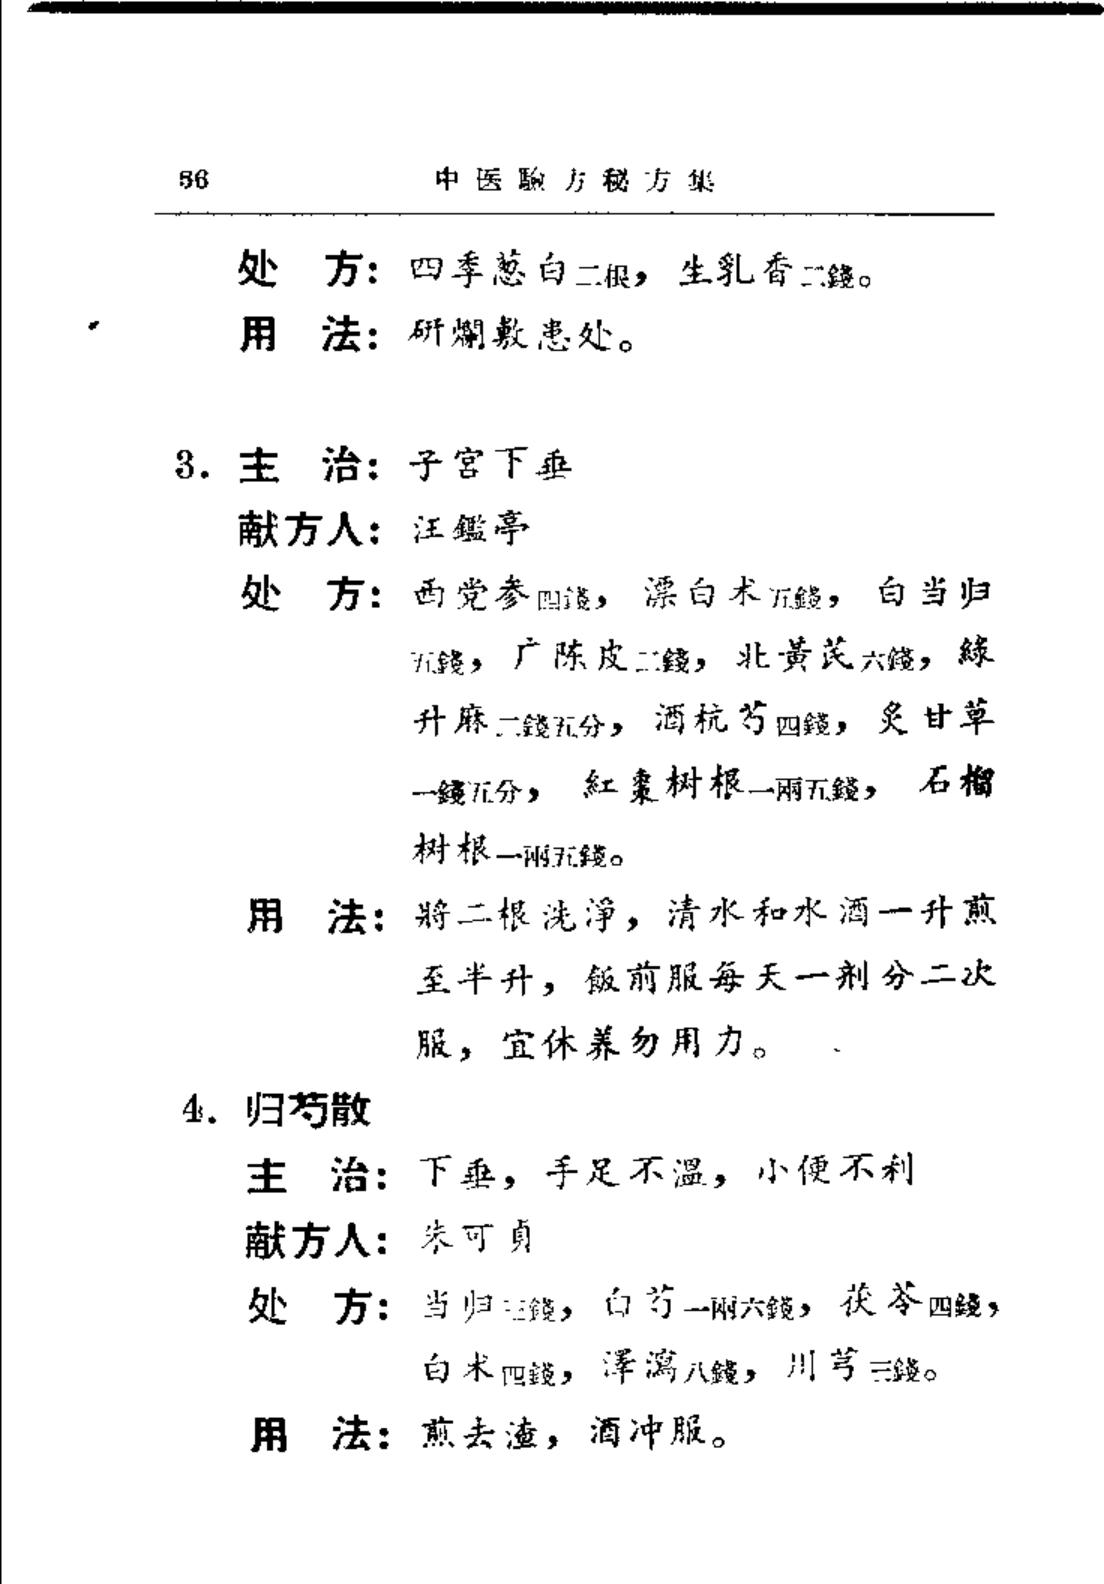 56 中医驗方秘方集
处 方：四季葱白二根，生乳香二錢。
用 法：研爛敷患处。
3. 主 治：子宮下垂
献方人：汪鑑亭
处 方：西党参四錢，漂白术五錢，白当归
五錢，广陈皮二錢，北黃芪六錢，綠
升麻二錢五分，酒杭芍四錢，炙甘草
一錢五分，紅棗树根一兩五錢，石榴
树根一兩五錢。
用 法：將二根洗淨，清水和水酒一升煎
至半升，飯前服每天一剂分二次
服，宜休养勿用力。
4. 归芍散
主 治：下垂，手足不溫，小便不利
献方人：朱可貞
处 方：当归三錢，白芍一兩六錢，茯苓四錢，
白术四錢，澤瀉八錢，川芎三錢。
用 法：煎去渣，酒冲服。